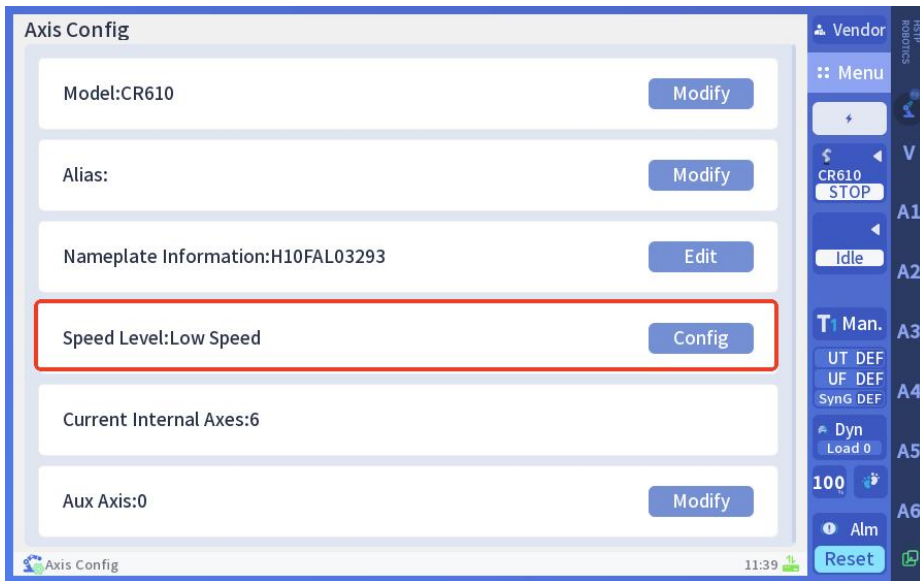 Axis Config
Model:CR610
Modify
Alias:
Modify
Nameplate Information:H10FAL03293
Edit
Speed Level:Low Speed
Config
Current Internal Axes:6
Aux Axis:0
Modify
Axis Config
11:39
Vendor
Menu
CR610
STOP
Idle
T1 Man.
UT DEF
UF DEF
SynG DEF
Dyn
Load 0
100%
Alm
Reset
HSTP
ROBOTICS
V
A1
A2
A3
A4
A5
A6